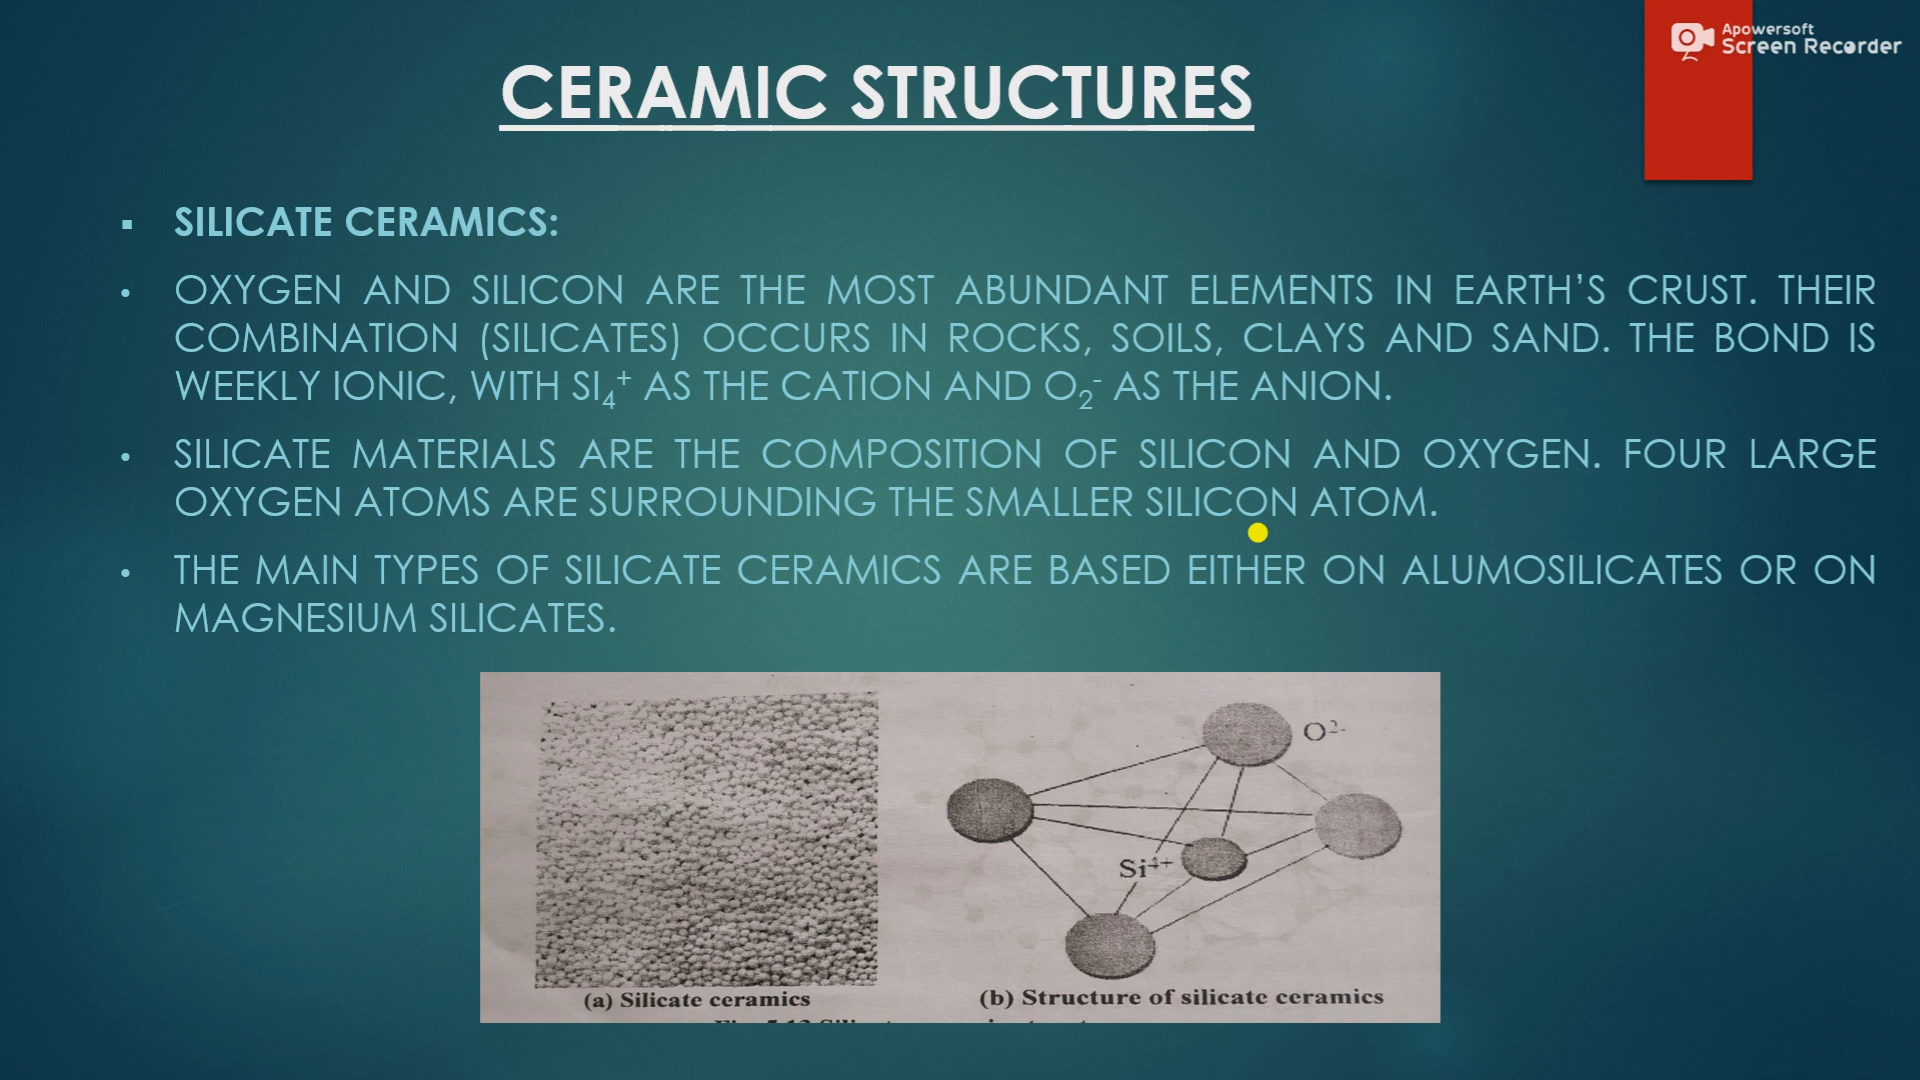 Apowersoft
Screen Recorder
CERAMIC STRUCTURES
▪ SILICATE CERAMICS:
• OXYGEN AND SILICON ARE THE MOST ABUNDANT ELEMENTS IN EARTH’S CRUST. THEIR
COMBINATION (SILICATES) OCCURS IN ROCKS, SOILS, CLAYS AND SAND. THE BOND IS
WEEKLY IONIC, WITH SI₄⁺ AS THE CATION AND O₂⁻ AS THE ANION.
• SILICATE MATERIALS ARE THE COMPOSITION OF SILICON AND OXYGEN. FOUR LARGE
OXYGEN ATOMS ARE SURROUNDING THE SMALLER SILICON ATOM.
• THE MAIN TYPES OF SILICATE CERAMICS ARE BASED EITHER ON ALUMOSILICATES OR ON
MAGNESIUM SILICATES.
O²⁻
Si⁴⁺
(a) Silicate ceramics
(b) Structure of silicate ceramics